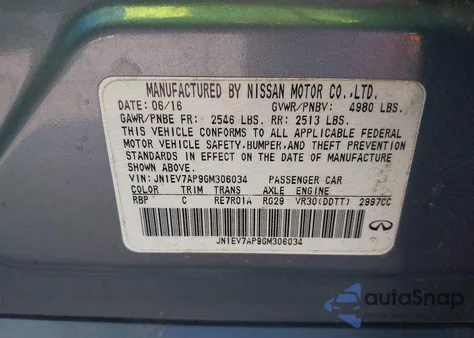 MANUFACTURED BY NISSAN MOTOR CO.,LTD.
DATE: 06/16 GVWR/PNBV: 4980 LBS.
GAWR/PNBE FR: 2546 LBS. RR: 2513 LBS.
THIS VEHICLE CONFORMS TO ALL APPLICABLE FEDERAL
MOTOR VEHICLE SAFETY,BUMPER,AND THEFT PREVENTION
STANDARDS IN EFFECT ON THE DATE OF MANUFACTURE
SHOWN ABOVE.
VIN: JN1EV7AP9GM306034 PASSENGER CAR
COLOR TRIM TRANS AXLE ENGINE
RBP C RE7R01A RG29 VR30(DDTT) 2997CC
JN1EV7AP9GM306034
autoSnap